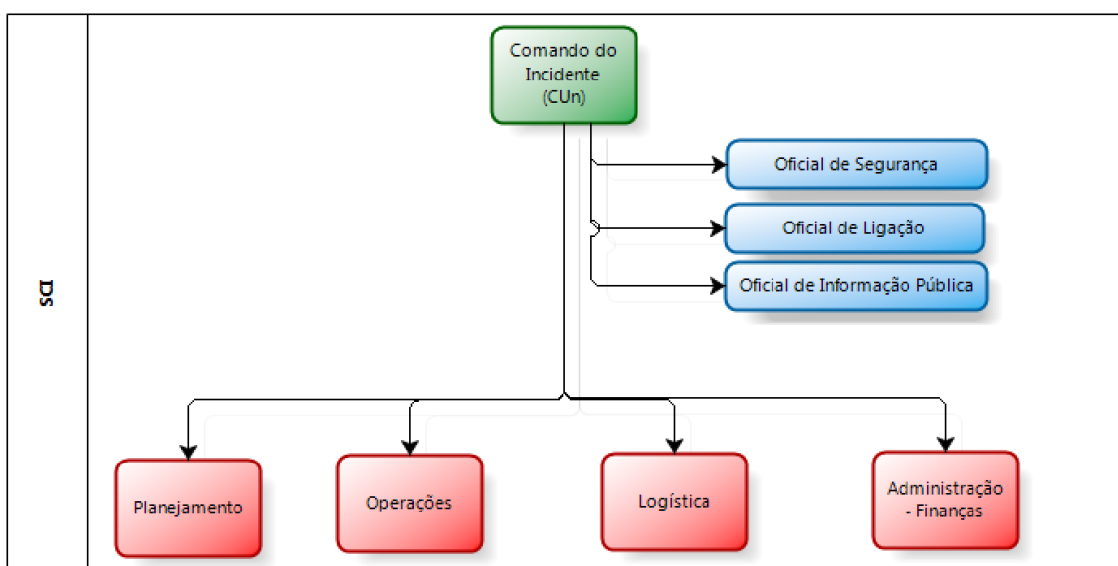 SCI
Comando do
Incidente
(CUn)
Oficial de Segurança
Oficial de Ligação
Oficial de Informação Pública
Planejamento
Operações
Logística
Administração
- Finanças